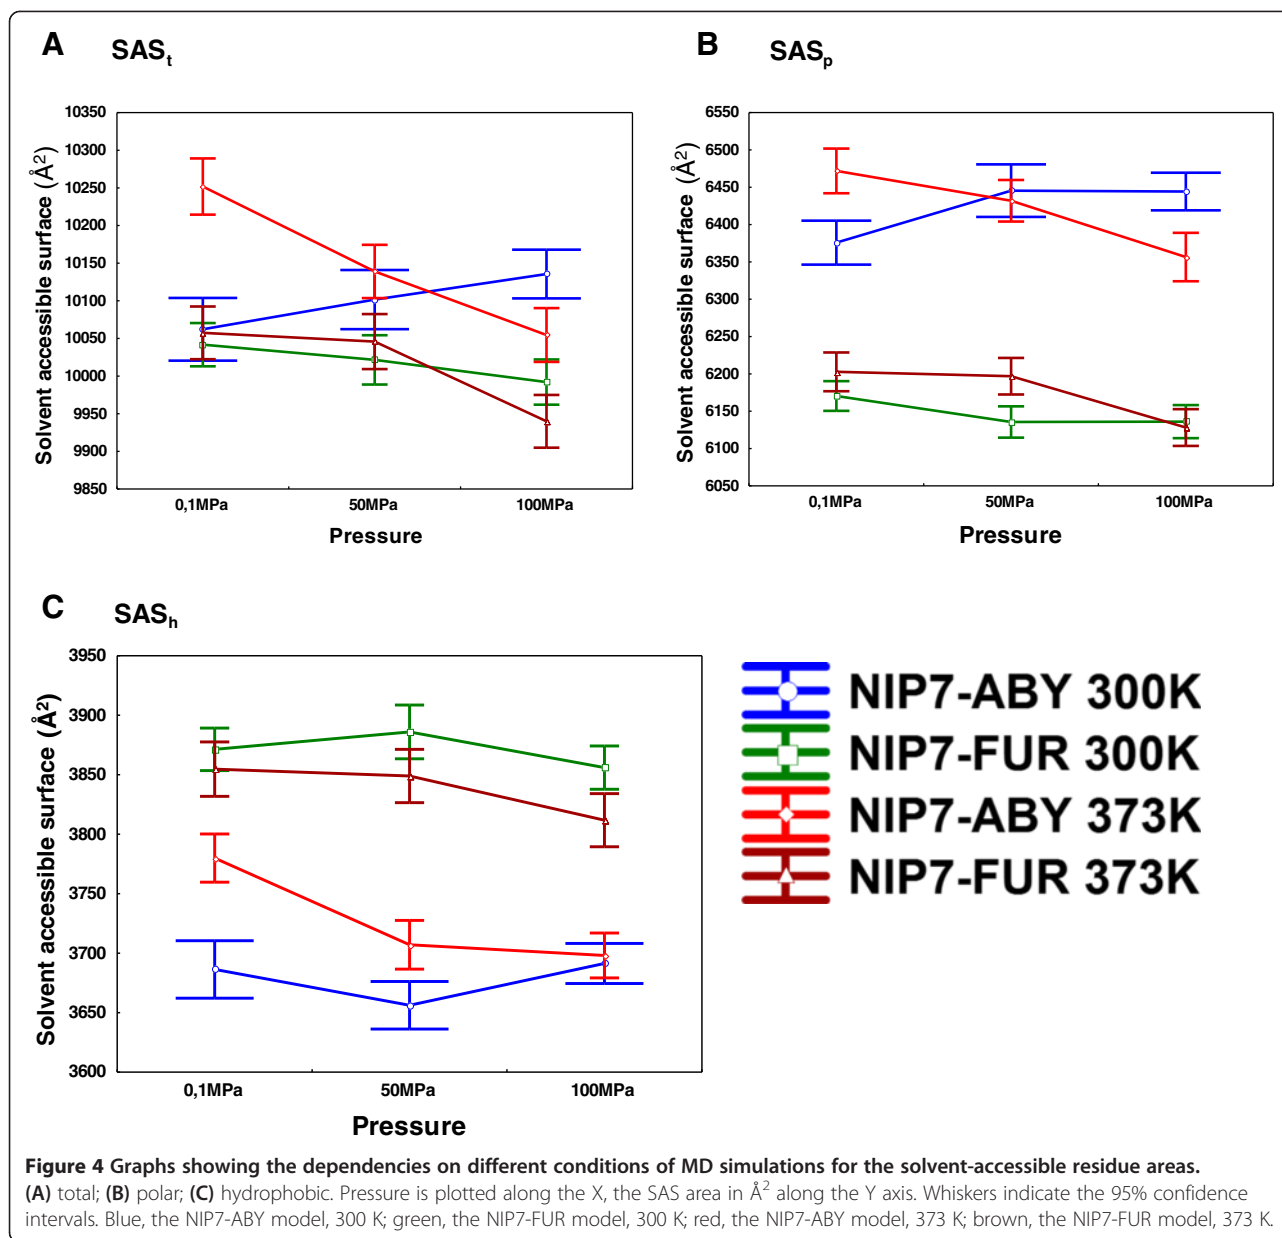 A SASt
10350
10300
10250
10200
10150
10100
10050
10000
9950
9900
9850
Solvent accessible surface (Å²)
0,1MPa 50MPa 100MPa
Pressure
B SASp
6550
6500
6450
6400
6350
6300
6250
6200
6150
6100
6050
Solvent accessible surface (Å²)
0,1MPa 50MPa 100MPa
Pressure
C SASh
3950
3900
3850
3800
3750
3700
3650
3600
Solvent accessible surface (Å²)
0,1MPa 50MPa 100MPa
Pressure
NIP7-ABY 300K
NIP7-FUR 300K
NIP7-ABY 373K
NIP7-FUR 373K
Figure 4 Graphs showing the dependencies on different conditions of MD simulations for the solvent-accessible residue areas.
(A) total; (B) polar; (C) hydrophobic. Pressure is plotted along the X, the SAS area in Å² along the Y axis. Whiskers indicate the 95% confidence
intervals. Blue, the NIP7-ABY model, 300 K; green, the NIP7-FUR model, 300 K; red, the NIP7-ABY model, 373 K; brown, the NIP7-FUR model, 373 K.